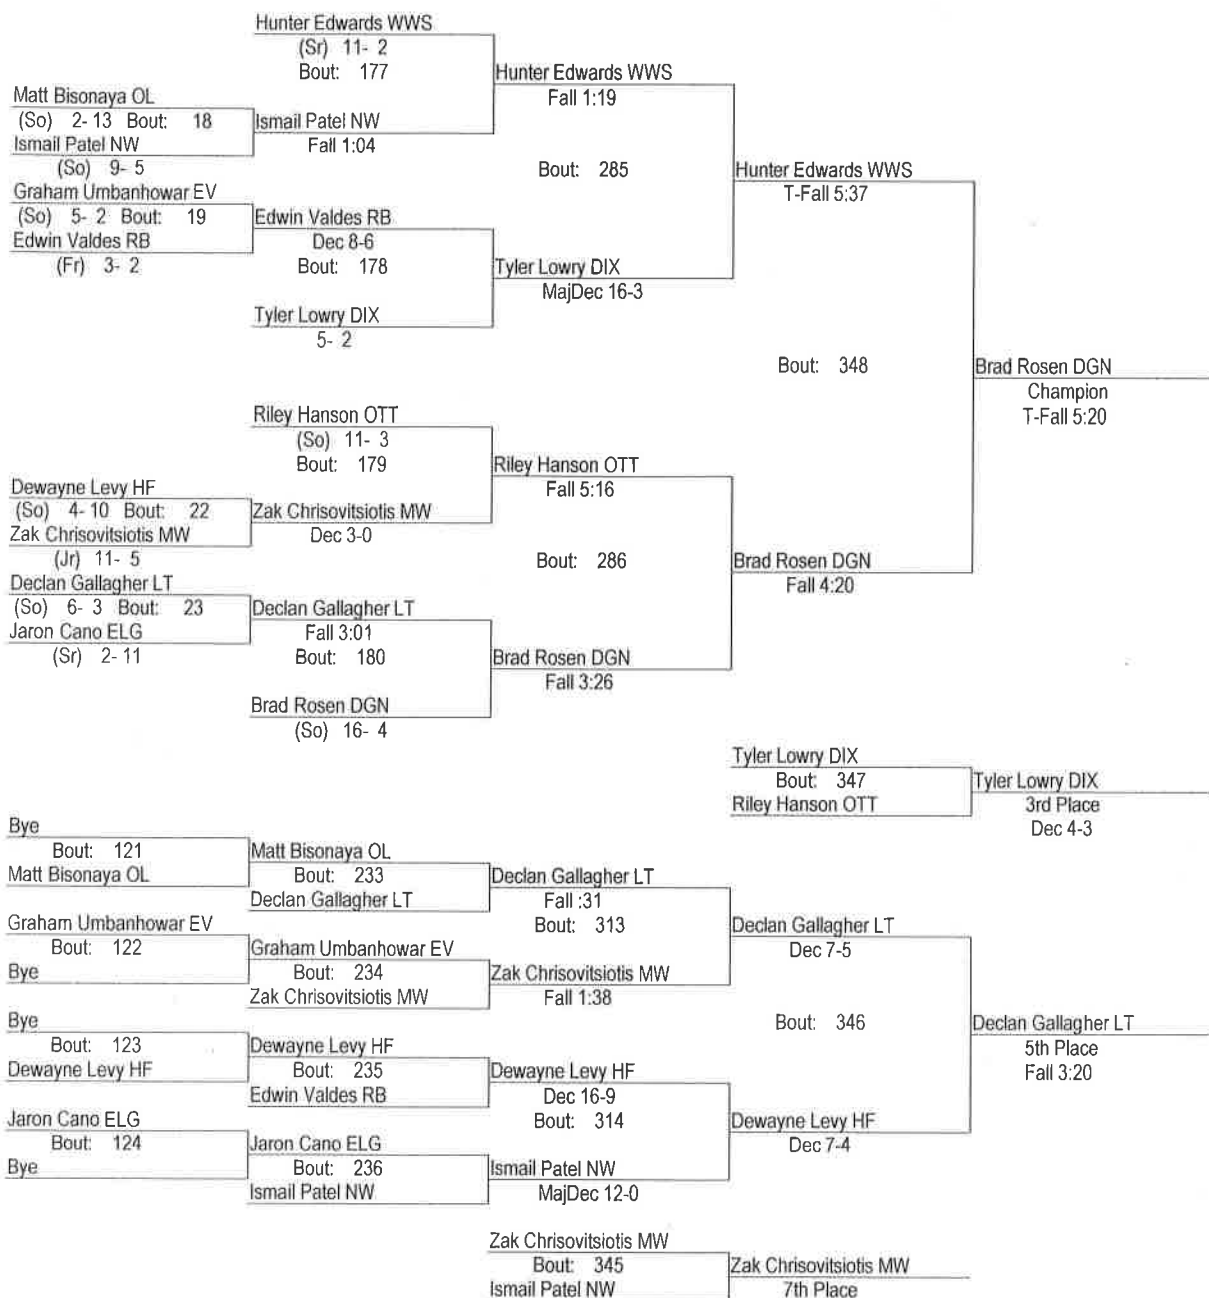 Hunter Edwards WWS
(Sr) 11- 2
Bout: 177
Hunter Edwards WWS
Fall 1:19
Matt Bisonaya OL
(So) 2- 13 Bout: 18
Ismail Patel NW
(So) 9- 5
Ismail Patel NW
Fall 1:04
Bout: 285
Hunter Edwards WWS
T-Fall 5:37
Graham Umbanhowar EV
(So) 5- 2 Bout: 19
Edwin Valdes RB
(Fr) 3- 2
Edwin Valdes RB
Dec 8-6
Bout: 178
Tyler Lowry DIX
MajDec 16-3
Tyler Lowry DIX
5- 2
Bout: 348
Brad Rosen DGN
Champion
T-Fall 5:20
Riley Hanson OTT
(So) 11- 3
Bout: 179
Riley Hanson OTT
Fall 5:16
Dewayne Levy HF
(So) 4- 10 Bout: 22
Zak Chrisovitsiotis MW
(Jr) 11- 5
Zak Chrisovitsiotis MW
Dec 3-0
Bout: 286
Brad Rosen DGN
Fall 4:20
Declan Gallagher LT
(So) 6- 3 Bout: 23
Jaron Cano ELG
(Sr) 2- 11
Declan Gallagher LT
Fall 3:01
Bout: 180
Brad Rosen DGN
Fall 3:26
Brad Rosen DGN
(So) 16- 4
Tyler Lowry DIX
Bout: 347
Riley Hanson OTT
Tyler Lowry DIX
3rd Place
Dec 4-3
Bye
Bout: 121
Matt Bisonaya OL
Matt Bisonaya OL
Bout: 233
Declan Gallagher LT
Declan Gallagher LT
Fall :31
Bout: 313
Declan Gallagher LT
Dec 7-5
Graham Umbanhowar EV
Bout: 122
Bye
Graham Umbanhowar EV
Bout: 234
Zak Chrisovitsiotis MW
Zak Chrisovitsiotis MW
Fall 1:38
Bout: 346
Declan Gallagher LT
5th Place
Fall 3:20
Bye
Bout: 123
Dewayne Levy HF
Dewayne Levy HF
Bout: 235
Edwin Valdes RB
Dewayne Levy HF
Dec 16-9
Bout: 314
Dewayne Levy HF
Dec 7-4
Jaron Cano ELG
Bout: 124
Bye
Jaron Cano ELG
Bout: 236
Ismail Patel NW
Ismail Patel NW
MajDec 12-0
Zak Chrisovitsiotis MW
Bout: 345
Ismail Patel NW
Zak Chrisovitsiotis MW
7th Place